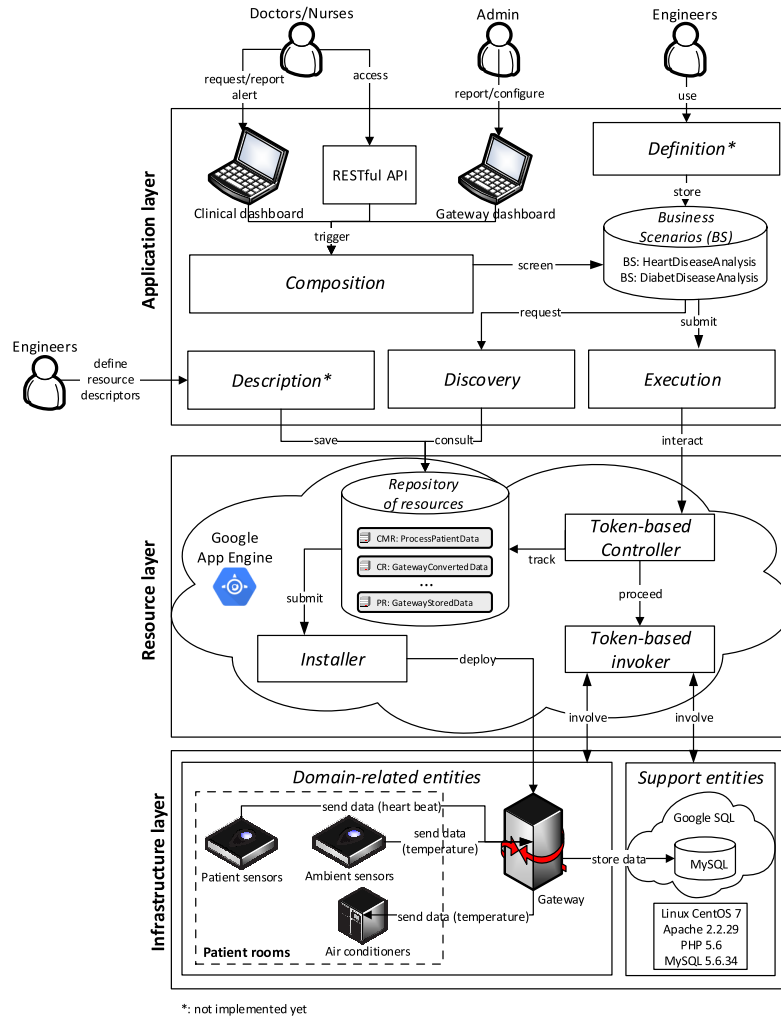 Doctors/Nurses
Admin
Engineers
request/report
alert
access
report/configure
use
Application layer
Definition*
RESTful API
Clinical dashboard
Gateway dashboard
store
Business
Scenarios (BS)
BS: HeartDiseaseAnalysis
BS: DiabetDiseaseAnalysis
trigger
Composition
screen
request
submit
Engineers
define
resource
descriptors
Description*
Discovery
Execution
save
consult
interact
Resource layer
Repository
of resources
Google
App Engine
CMR: ProcessPatientData
CR: GatewayConvertedData
...
PR: GatewayStoredData
Token-based
Controller
track
submit
proceed
Installer
Token-based
invoker
deploy
involve
involve
Infrastructure layer
Domain-related entities
Support entities
send data (heart beat)
Google SQL
send data
(temperature)
Patient sensors
Ambient sensors
store data
MySQL
Gateway
send data (temperature)
Patient rooms
Air conditioners
Linux CentOS 7
Apache 2.2.29
PHP 5.6
MySQL 5.6.34
*: not implemented yet